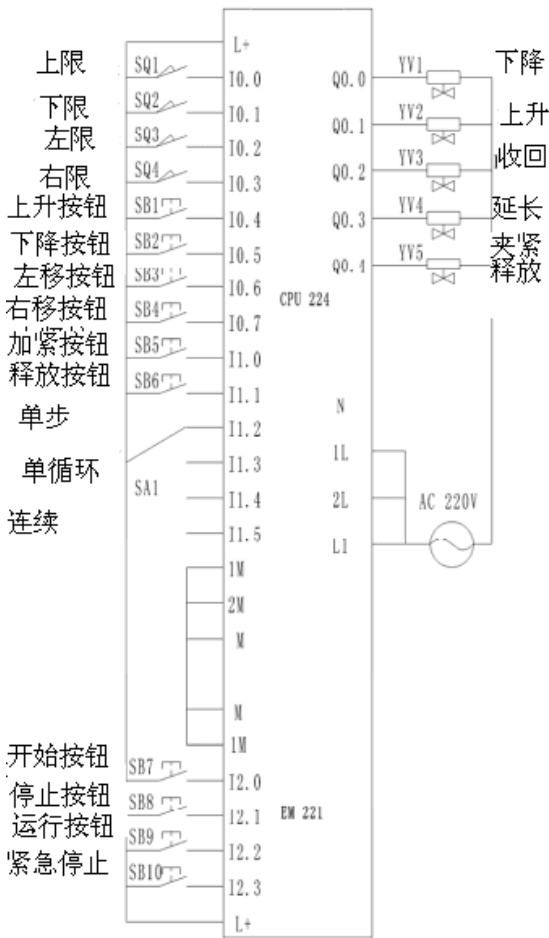 L+
上限 SQ1 I0.0 Q0.0 YV1 下降
下限 SQ2 I0.1 Q0.1 YV2 上升
左限 SQ3 I0.2 Q0.2 YV3 收回
右限 SQ4 I0.3 Q0.3 YV4 延长
上升按钮 SB1 I0.4 Q0.4 YV5 夹紧
释放
下降按钮 SB2 I0.5
左移按钮 SB3 I0.6
CPU 224
右移按钮 SB4 I0.7
加紧按钮 SB5 I1.0
释放按钮 SB6 I1.1
N
单步 I1.2
单循环 I1.3 1L
SA1 I1.4 2L AC 220V
连续 I1.5 L1
1M
2M
M
M
1M
开始按钮 SB7 I2.0
停止按钮 SB8 I2.1 EM 221
运行按钮 SB9 I2.2
紧急停止 SB10 I2.3
L+